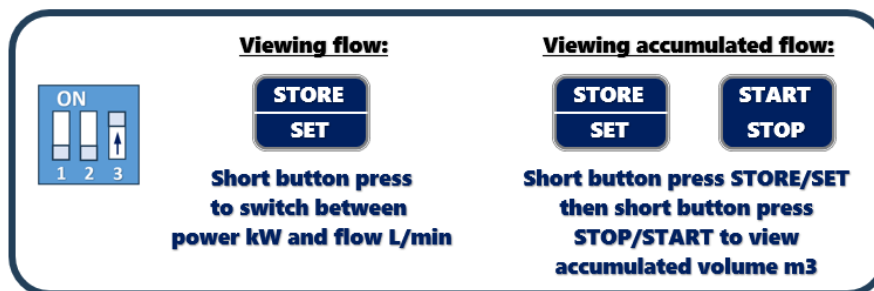 Viewing flow:
Viewing accumulated flow:
ON
1 2 3
STORE
SET
STORE
SET
START
STOP
Short button press
to switch between
power kW and flow L/min
Short button press STORE/SET
then short button press
STOP/START to view
accumulated volume m3